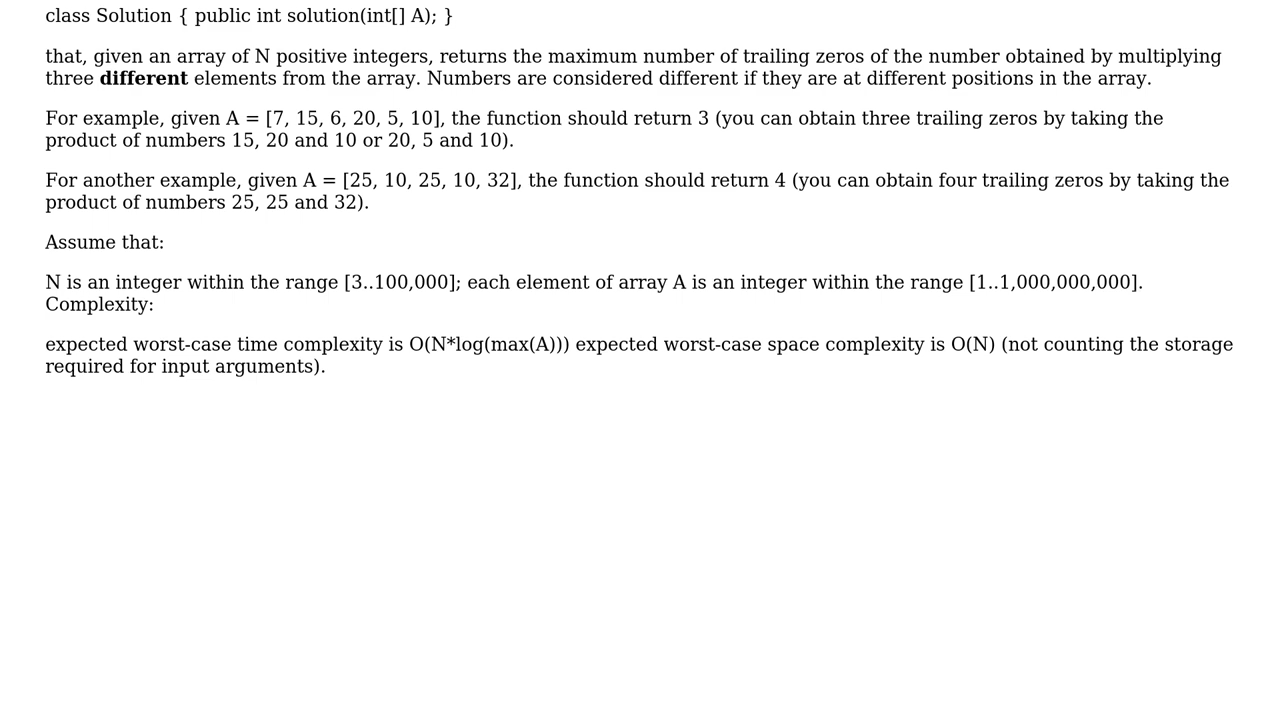 class Solution { public int solution(int[] A); }
that, given an array of N positive integers, returns the maximum number of trailing zeros of the number obtained by multiplying
three different elements from the array. Numbers are considered different if they are at different positions in the array.
For example, given A = [7, 15, 6, 20, 5, 10], the function should return 3 (you can obtain three trailing zeros by taking the
product of numbers 15, 20 and 10 or 20, 5 and 10).
For another example, given A = [25, 10, 25, 10, 32], the function should return 4 (you can obtain four trailing zeros by taking the
product of numbers 25, 25 and 32).
Assume that:
N is an integer within the range [3..100,000]; each element of array A is an integer within the range [1..1,000,000,000].
Complexity:
expected worst-case time complexity is O(N*log(max(A))) expected worst-case space complexity is O(N) (not counting the storage
required for input arguments).